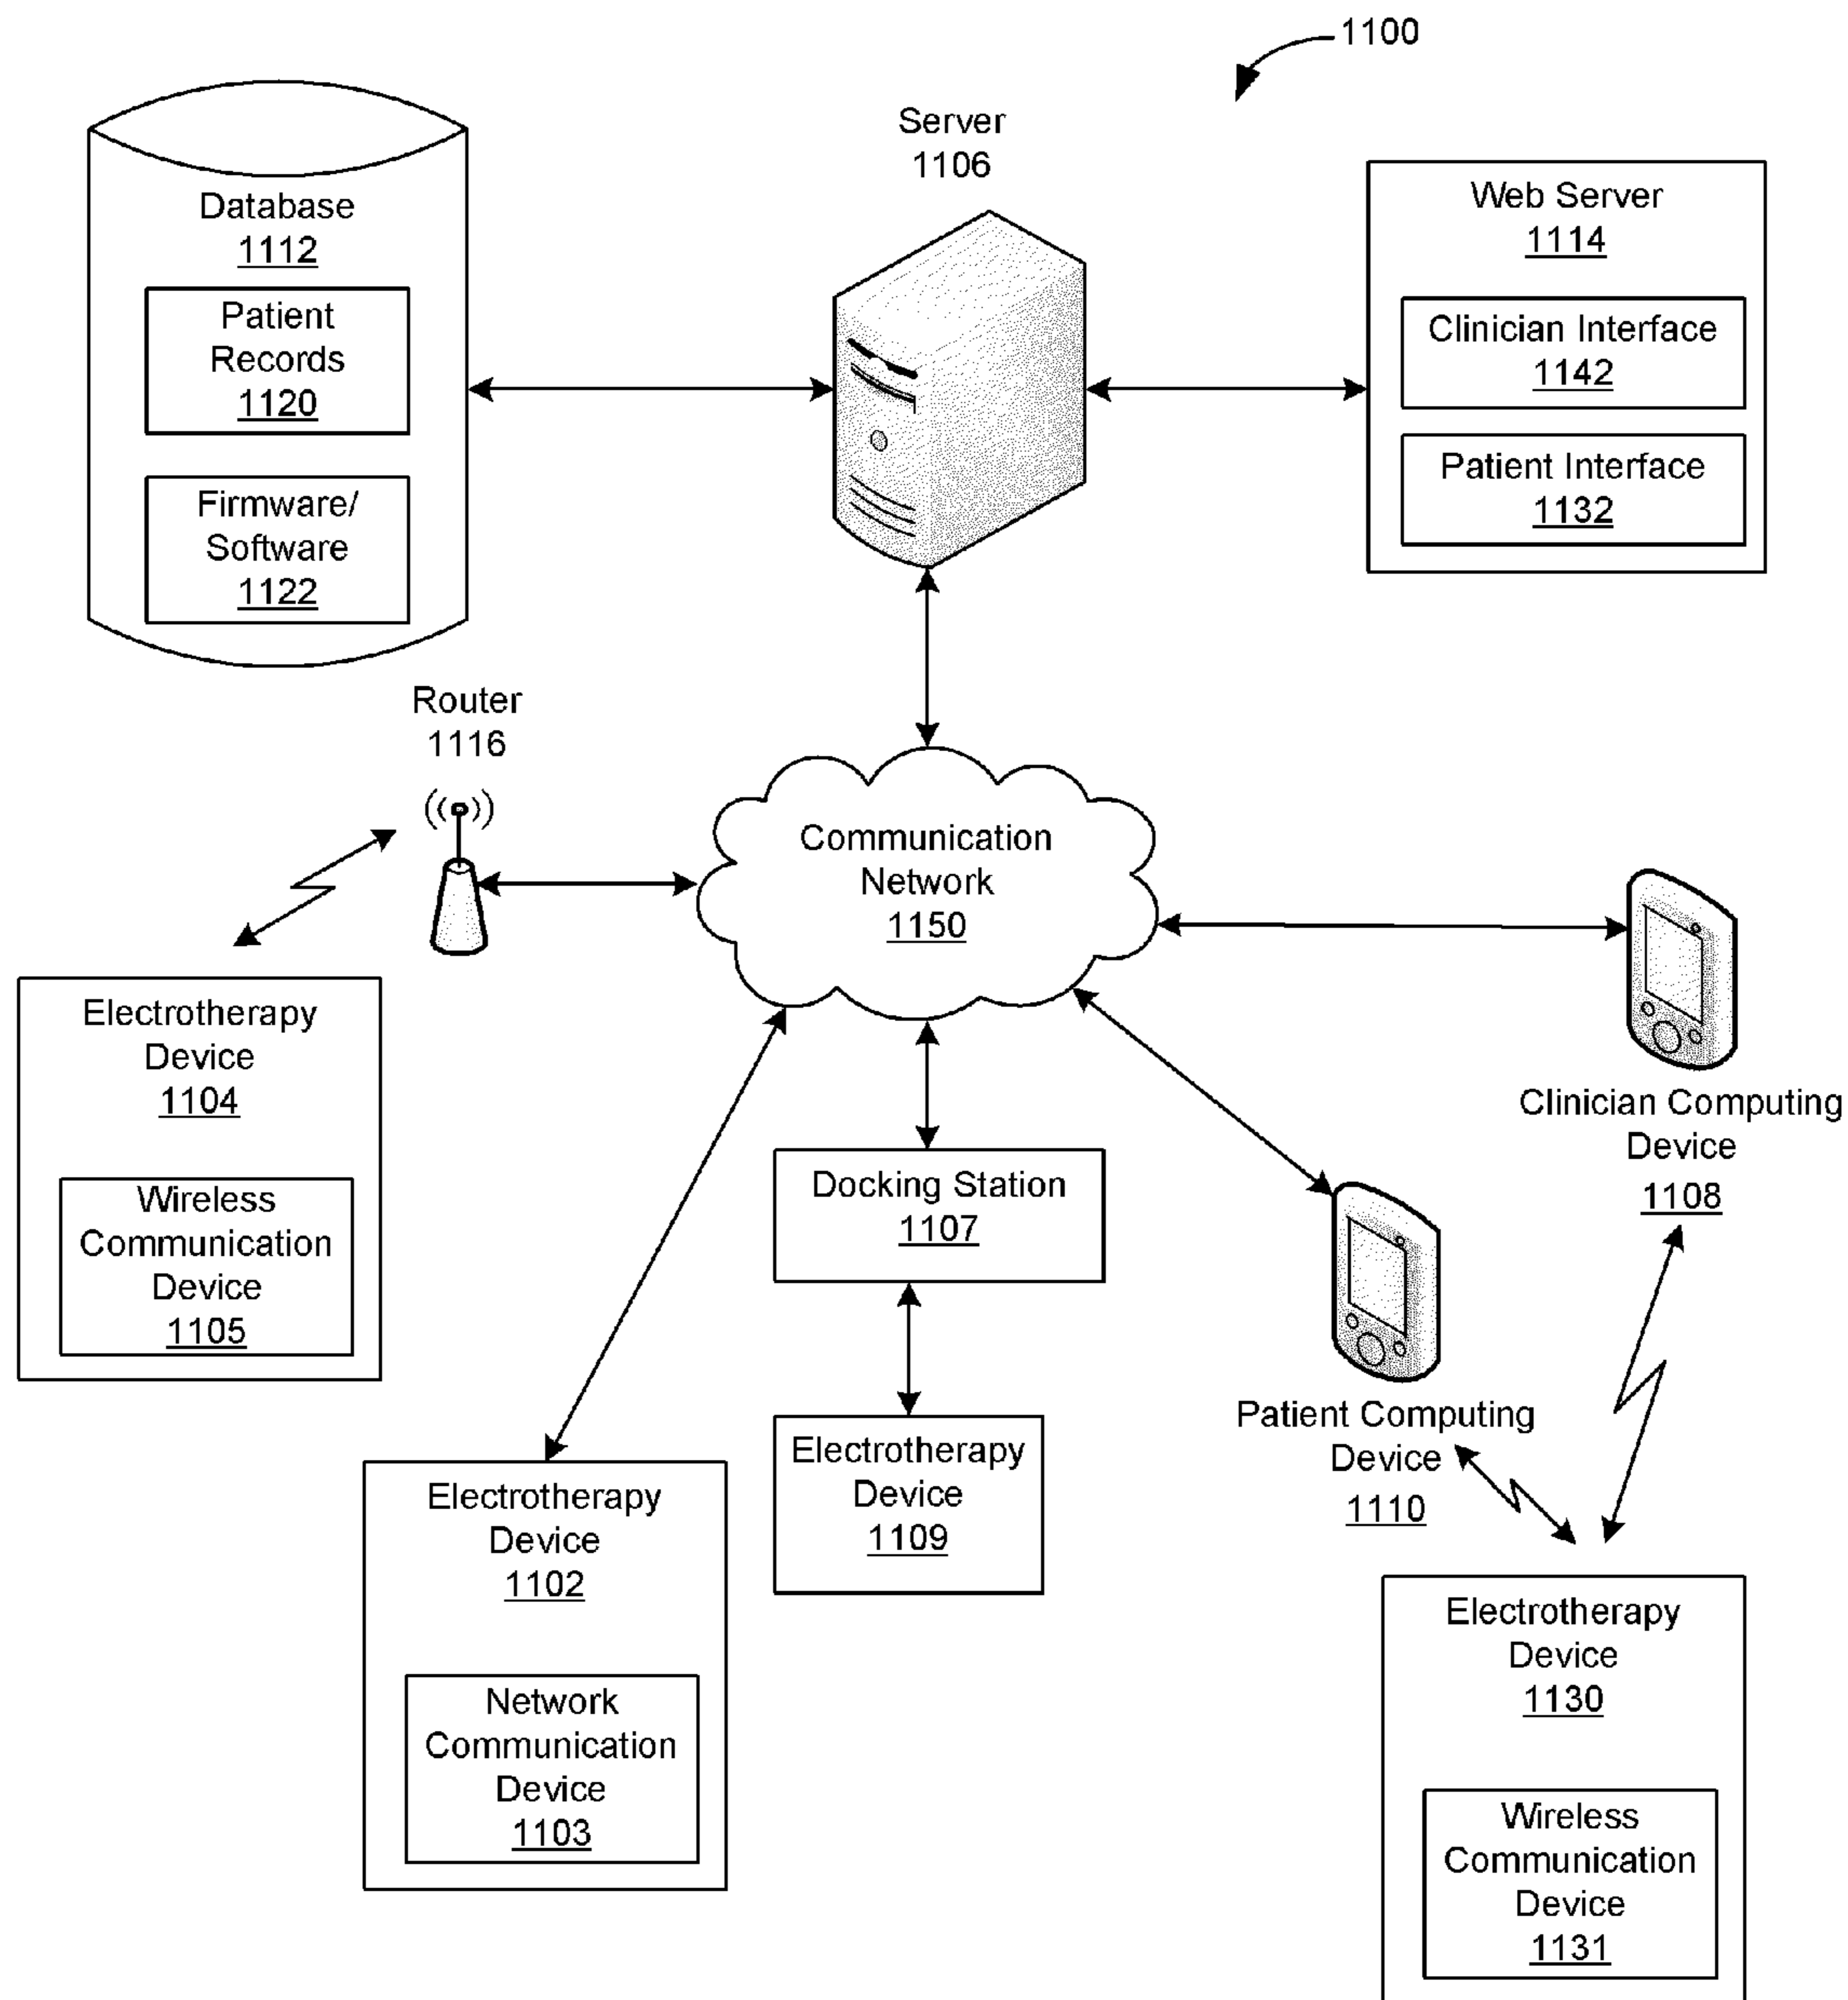 1100
Server
1106
Database
1112
Patient
Records
1120
Firmware/
Software
1122
Web Server
1114
Clinician Interface
1142
Patient Interface
1132
Router
1116
Communication
Network
1150
Electrotherapy
Device
1104
Wireless
Communication
Device
1105
Clinician Computing
Device
1108
Docking Station
1107
Patient Computing
Device
1110
Electrotherapy
Device
1109
Electrotherapy
Device
1102
Network
Communication
Device
1103
Electrotherapy
Device
1130
Wireless
Communication
Device
1131